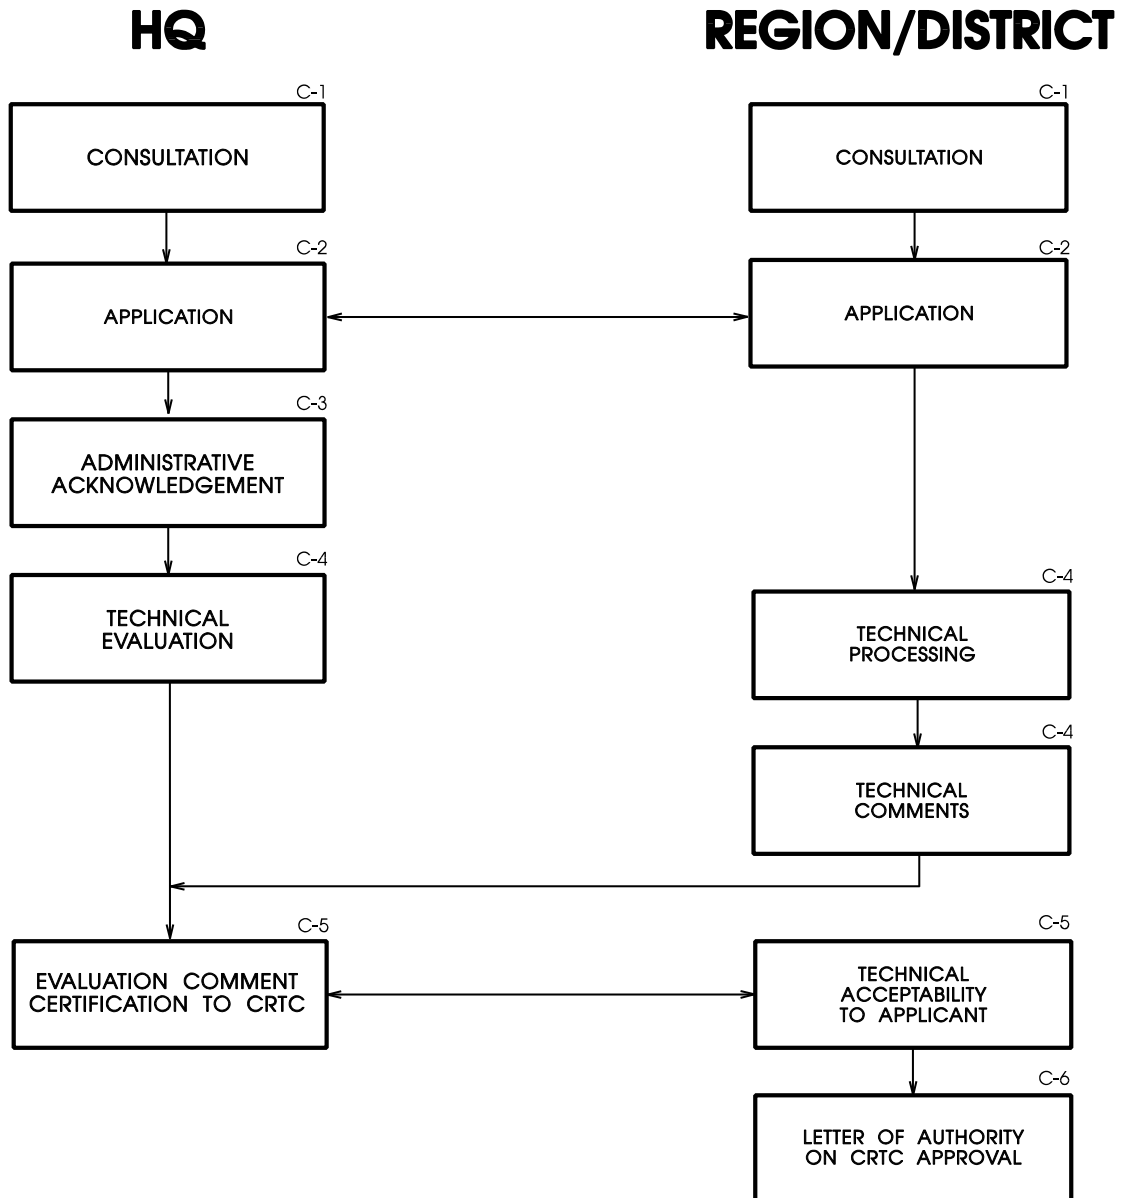 HQ
REGION/DISTRICT
C-1
CONSULTATION
C-1
CONSULTATION
C-2
APPLICATION
C-2
APPLICATION
C-3
ADMINISTRATIVE
ACKNOWLEDGEMENT
C-4
TECHNICAL
EVALUATION
C-4
TECHNICAL
PROCESSING
C-4
TECHNICAL
COMMENTS
C-5
EVALUATION COMMENT
CERTIFICATION TO CRTC
C-5
TECHNICAL
ACCEPTABILITY
TO APPLICANT
C-6
LETTER OF AUTHORITY
ON CRTC APPROVAL